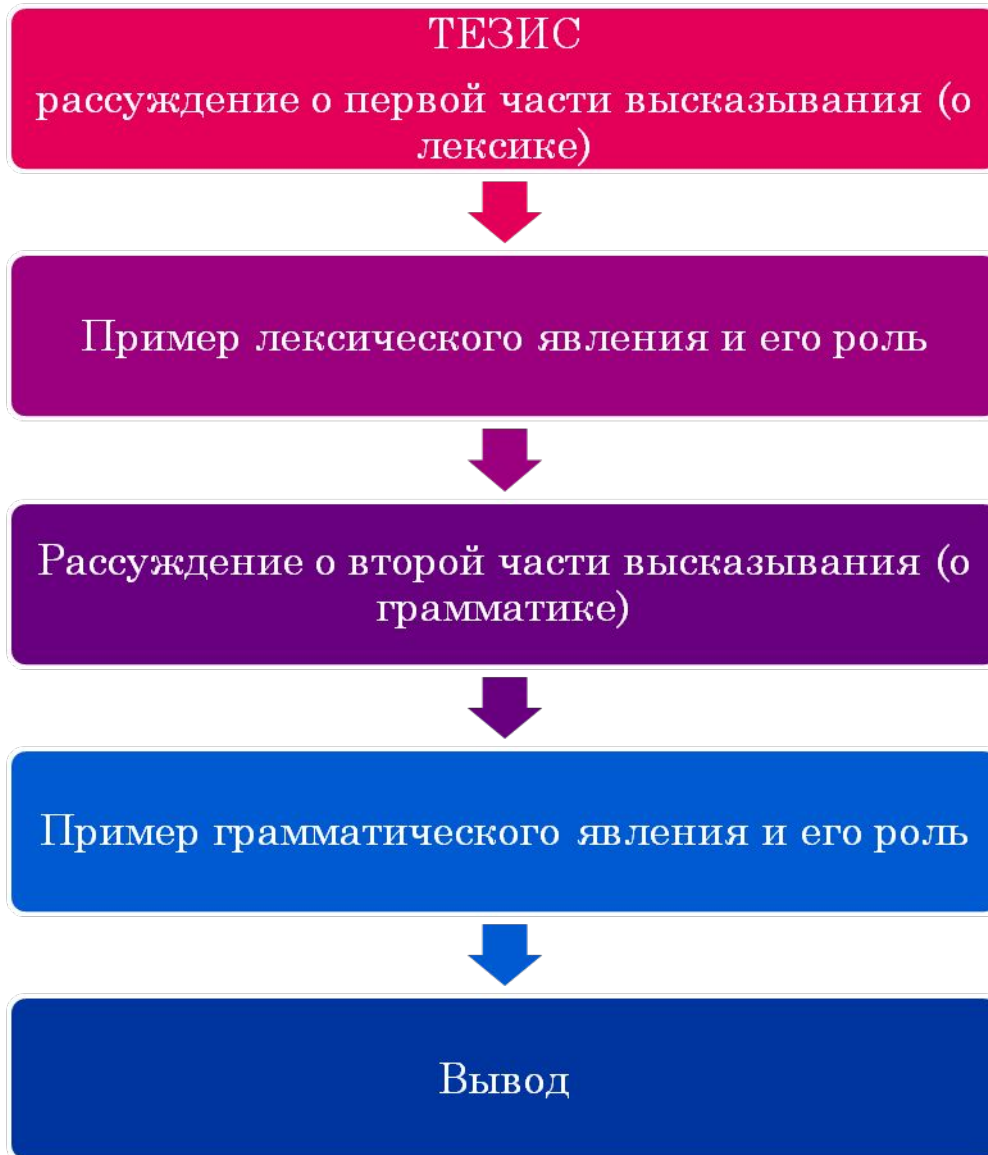 ТЕЗИС
рассуждение о первой части высказывания (о
лексике)
Пример лексического явления и его роль
Рассуждение о второй части высказывания (о
грамматике)
Пример грамматического явления и его роль
Вывод